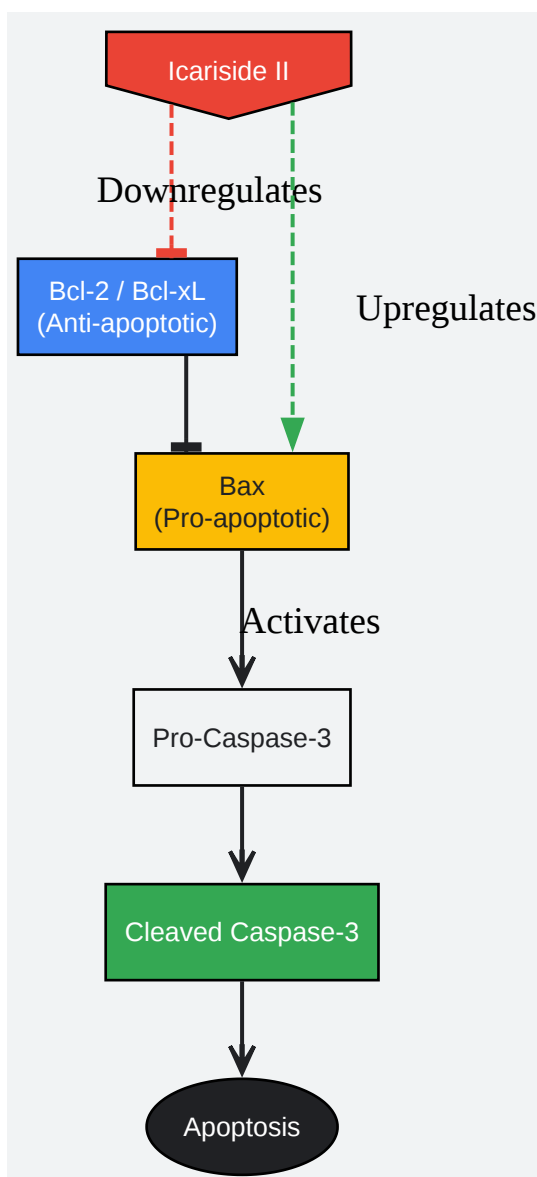 Icariside II
Downregulates
Bcl-2 / Bcl-xL
(Anti-apoptotic)
Upregulates
Bax
(Pro-apoptotic)
Activates
Pro-Caspase-3
Cleaved Caspase-3
Apoptosis